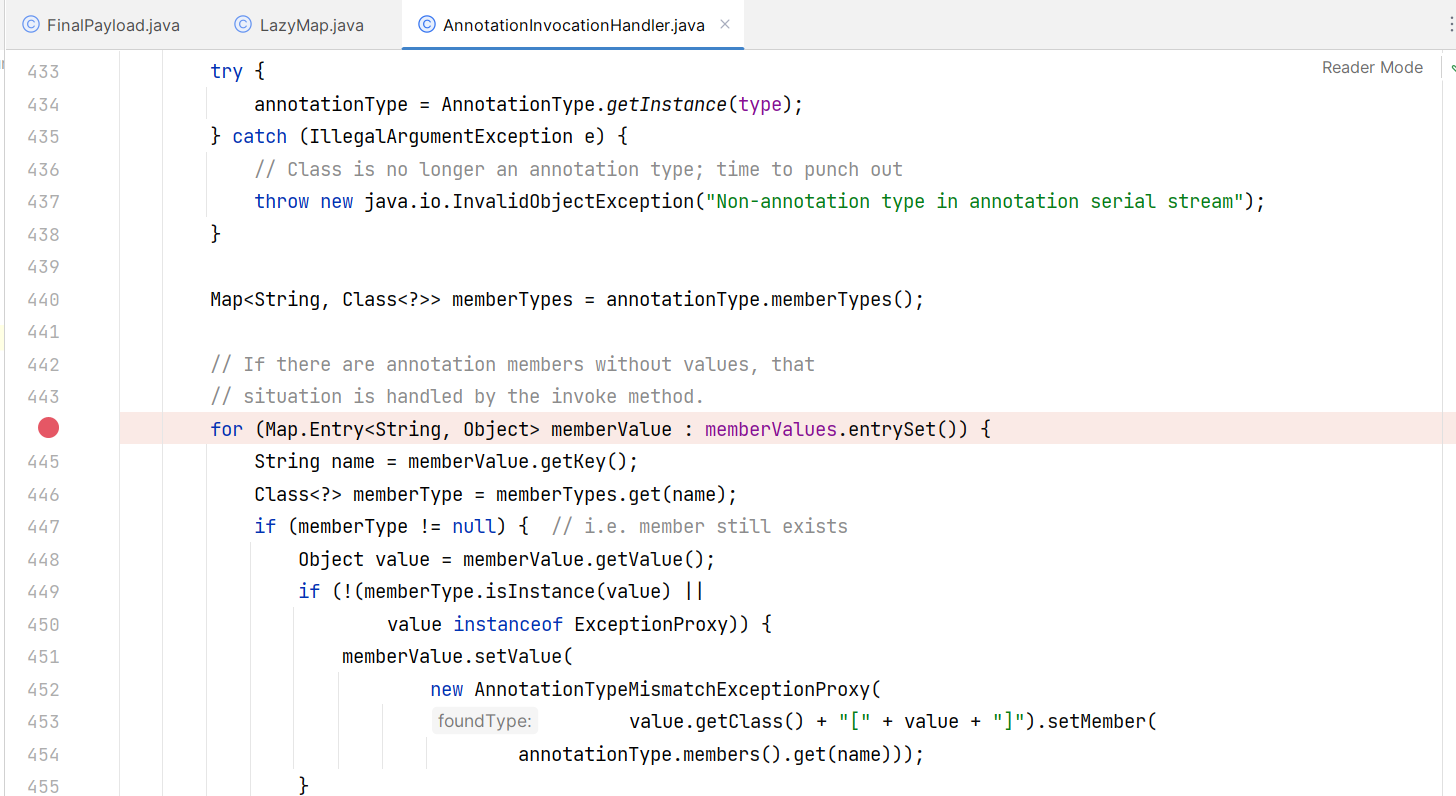 FinalPayload.java LazyMap.java AnnotationInvocationHandler.java
Reader Mode
433 try {
434 annotationType = AnnotationType.getInstance(type);
435 } catch (IllegalArgumentException e) {
436 // Class is no longer an annotation type; time to punch out
437 throw new java.io.InvalidObjectException("Non-annotation type in annotation serial stream");
438 }
439
440 Map<String, Class<?>> memberTypes = annotationType.memberTypes();
441
442 // If there are annotation members without values, that
443 // situation is handled by the invoke method.
for (Map.Entry<String, Object> memberValue : memberValues.entrySet()) {
445 String name = memberValue.getKey();
446 Class<?> memberType = memberTypes.get(name);
447 if (memberType != null) { // i.e. member still exists
448 Object value = memberValue.getValue();
449 if (!(memberType.isInstance(value) ||
450 value instanceof ExceptionProxy)) {
451 memberValue.setValue(
452 new AnnotationTypeMismatchExceptionProxy(
453 foundType: value.getClass() + "[" + value + "]").setMember(
454 annotationType.members().get(name)));
455 }